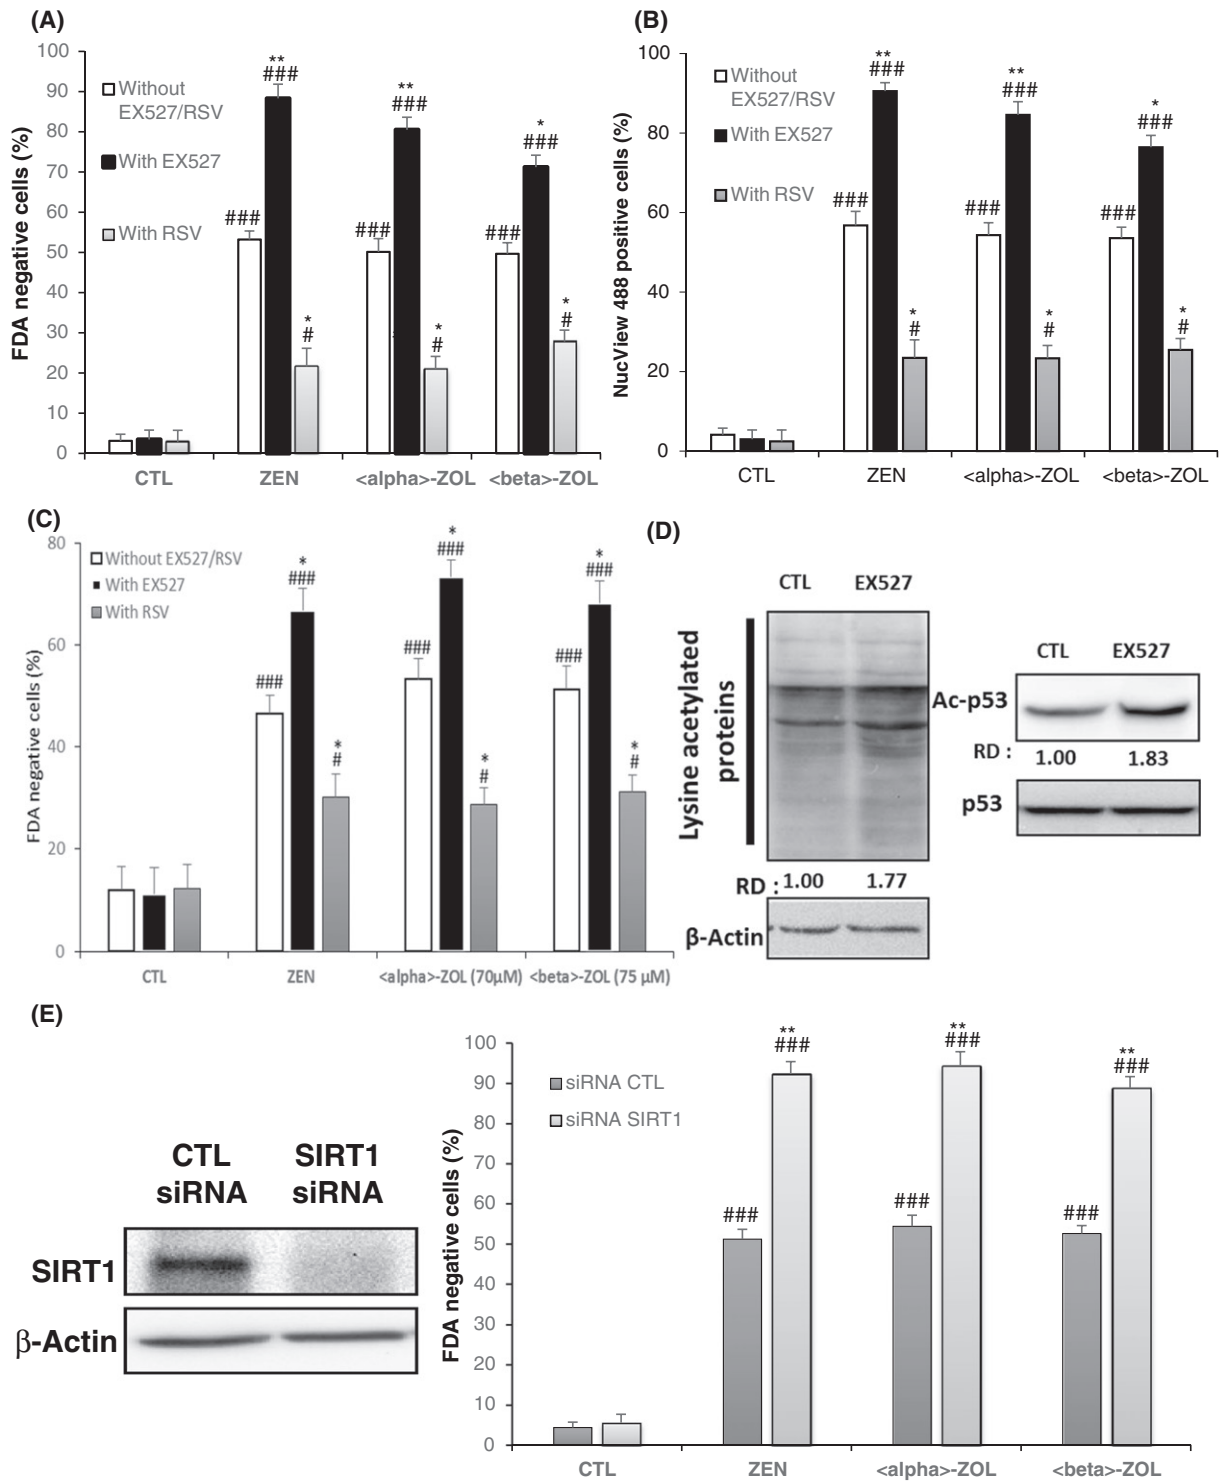 (A)
100
90
80
70
60
50
40
30
20
10
0
FDA negative cells (%)
Without
EX527/RSV
With EX527
With RSV
**
###
**
###
*
###
###
###
###
*
#
*
#
*
#
CTL ZEN <alpha>-ZOL <beta>-ZOL
(B)
100
80
60
40
20
0
NucView 488 positive cells (%)
Without
EX527/RSV
With EX527
With RSV
**
###
**
###
*
###
###
###
###
*
#
*
#
*
#
CTL ZEN <alpha>-ZOL <beta>-ZOL
(C)
80
60
40
20
0
FDA negative cells (%)
Without EX527/RSV
With EX527
With RSV
*
###
*
###
*
###
###
###
###
*
#
*
#
*
#
CTL ZEN <alpha>-ZOL (70µM) <beta>-ZOL (75 µM)
(D)
CTL EX527
Lysine acetylated
proteins
RD : 1.00 1.77
β-Actin
CTL EX527
Ac-p53
RD : 1.00 1.83
p53
(E)
CTL
siRNA
SIRT1
siRNA
SIRT1
β-Actin
100
90
80
70
60
50
40
30
20
10
0
FDA negative cells (%)
siRNA CTL
siRNA SIRT1
**
###
**
###
**
###
###
###
###
CTL ZEN <alpha>-ZOL <beta>-ZOL